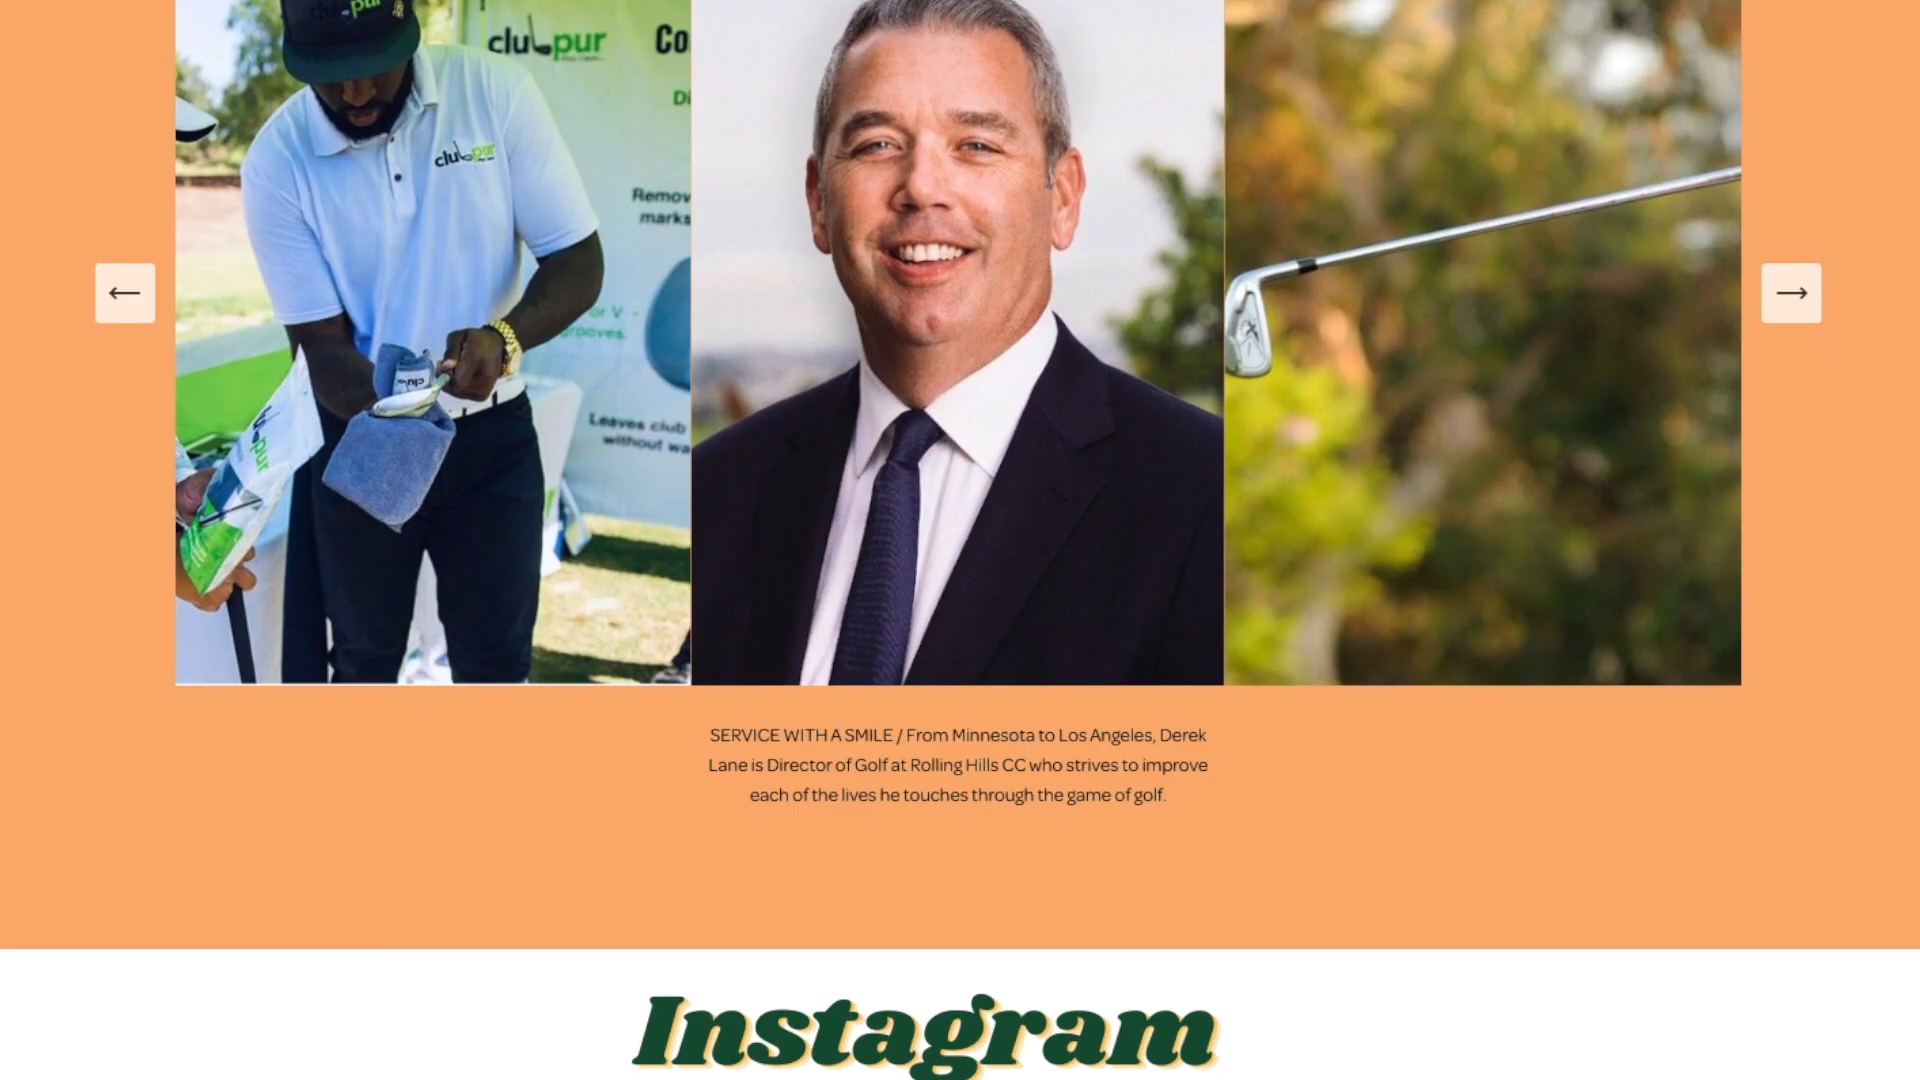 clubpur
clubpur
Co
Di
clubpur
Remov
marks
or V
grooves.
Leaves club
without wa
pur
SERVICE WITH A SMILE / From Minnesota to Los Angeles, Derek
Lane is Director of Golf at Rolling Hills CC who strives to improve
each of the lives he touches through the game of golf.
Instagram